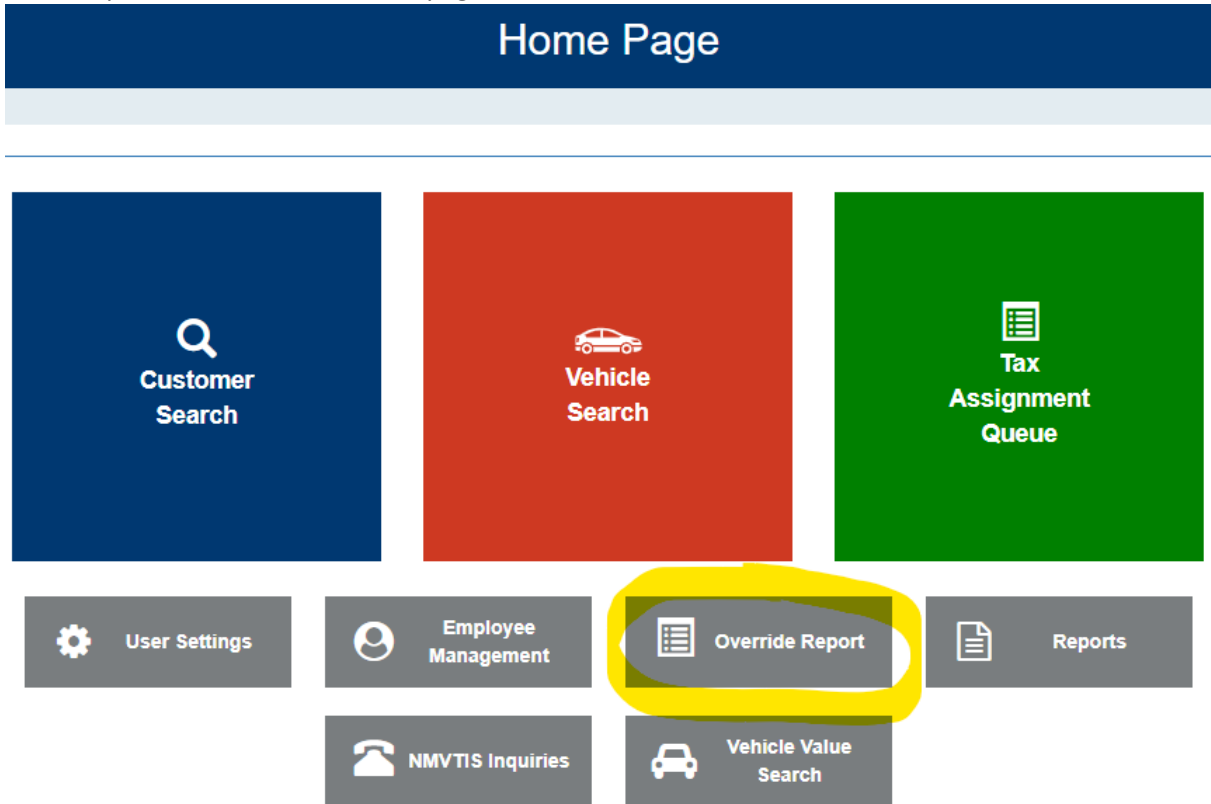 Home Page
Customer
Search
Vehicle
Search
Tax
Assignment
Queue
User Settings
Employee
Management
Override Report
Reports
NMVTIS Inquiries
Vehicle Value
Search